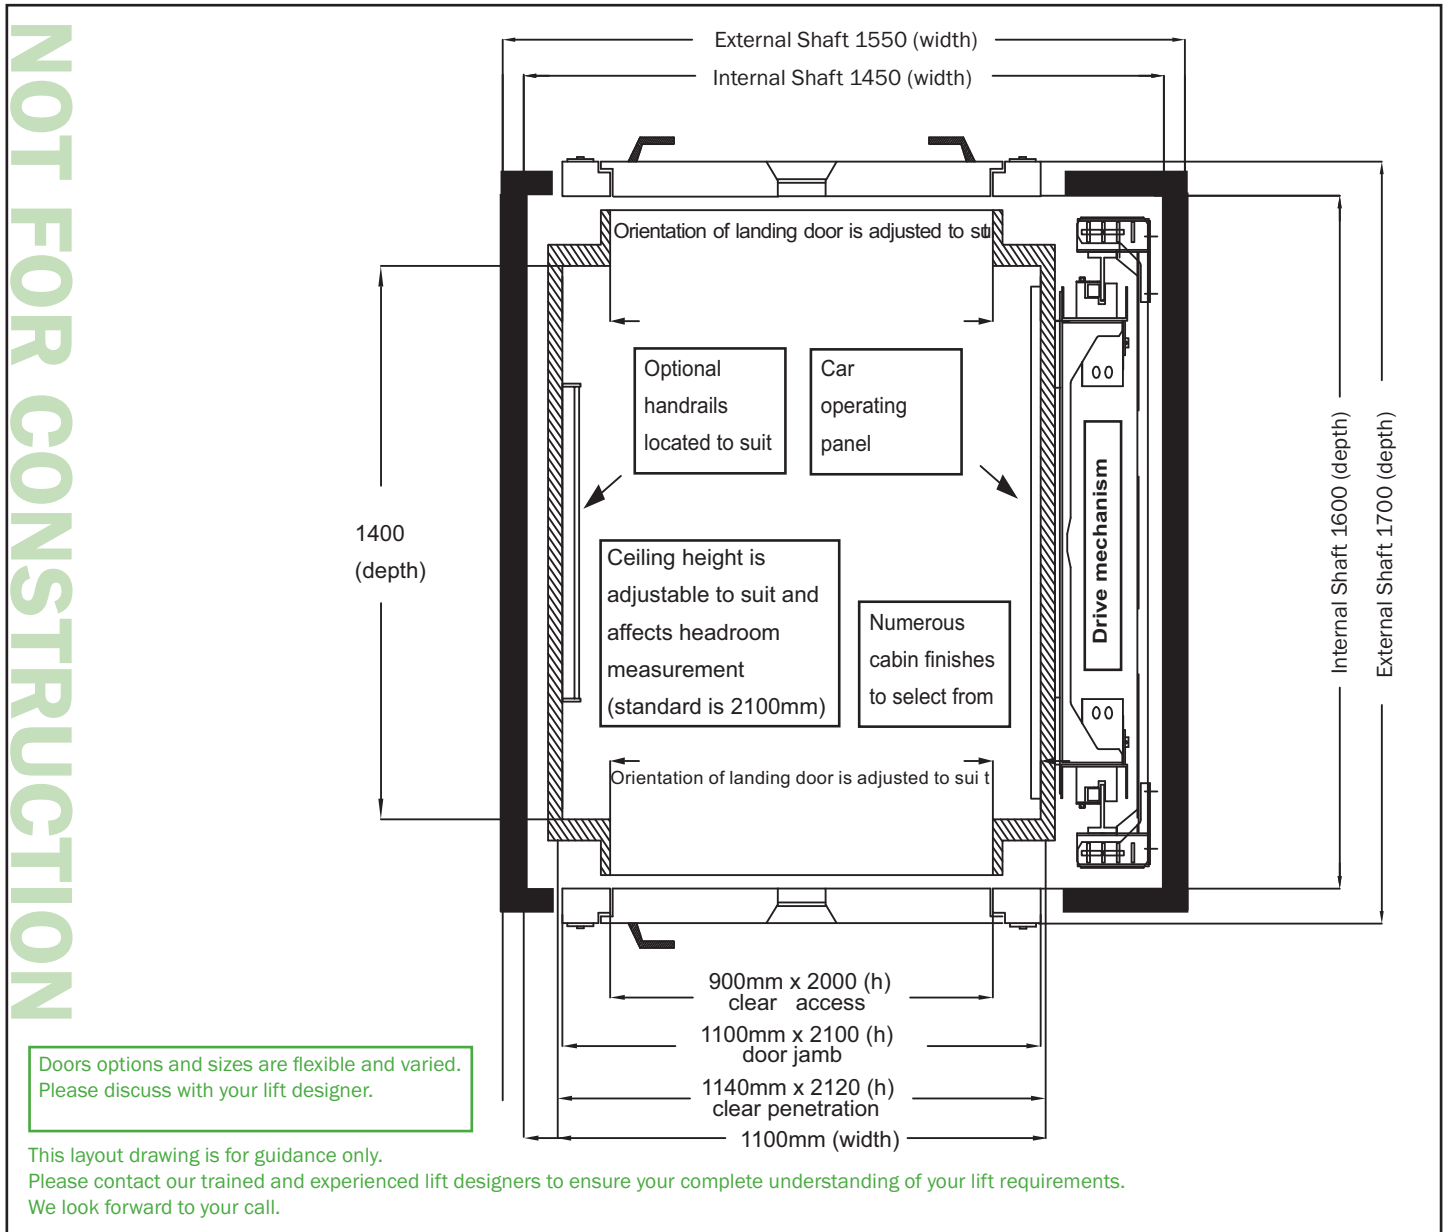 NOT FOR CONSTRUCTION
External Shaft 1550 (width)
Internal Shaft 1450 (width)
Orientation of landing door is adjusted to suit
Optional
handrails
located to suit
Car
operating
panel
1400
(depth)
Ceiling height is
adjustable to suit and
affects headroom
measurement
(standard is 2100mm)
Numerous
cabin finishes
to select from
Drive mechanism
Internal Shaft 1600 (depth)
External Shaft 1700 (depth)
Orientation of landing door is adjusted to sui t
900mm x 2000 (h)
clear access
1100mm x 2100 (h)
door jamb
1140mm x 2120 (h)
clear penetration
1100mm (width)
Doors options and sizes are flexible and varied.
Please discuss with your lift designer.
This layout drawing is for guidance only.
Please contact our trained and experienced lift designers to ensure your complete understanding of your lift requirements.
We look forward to your call.